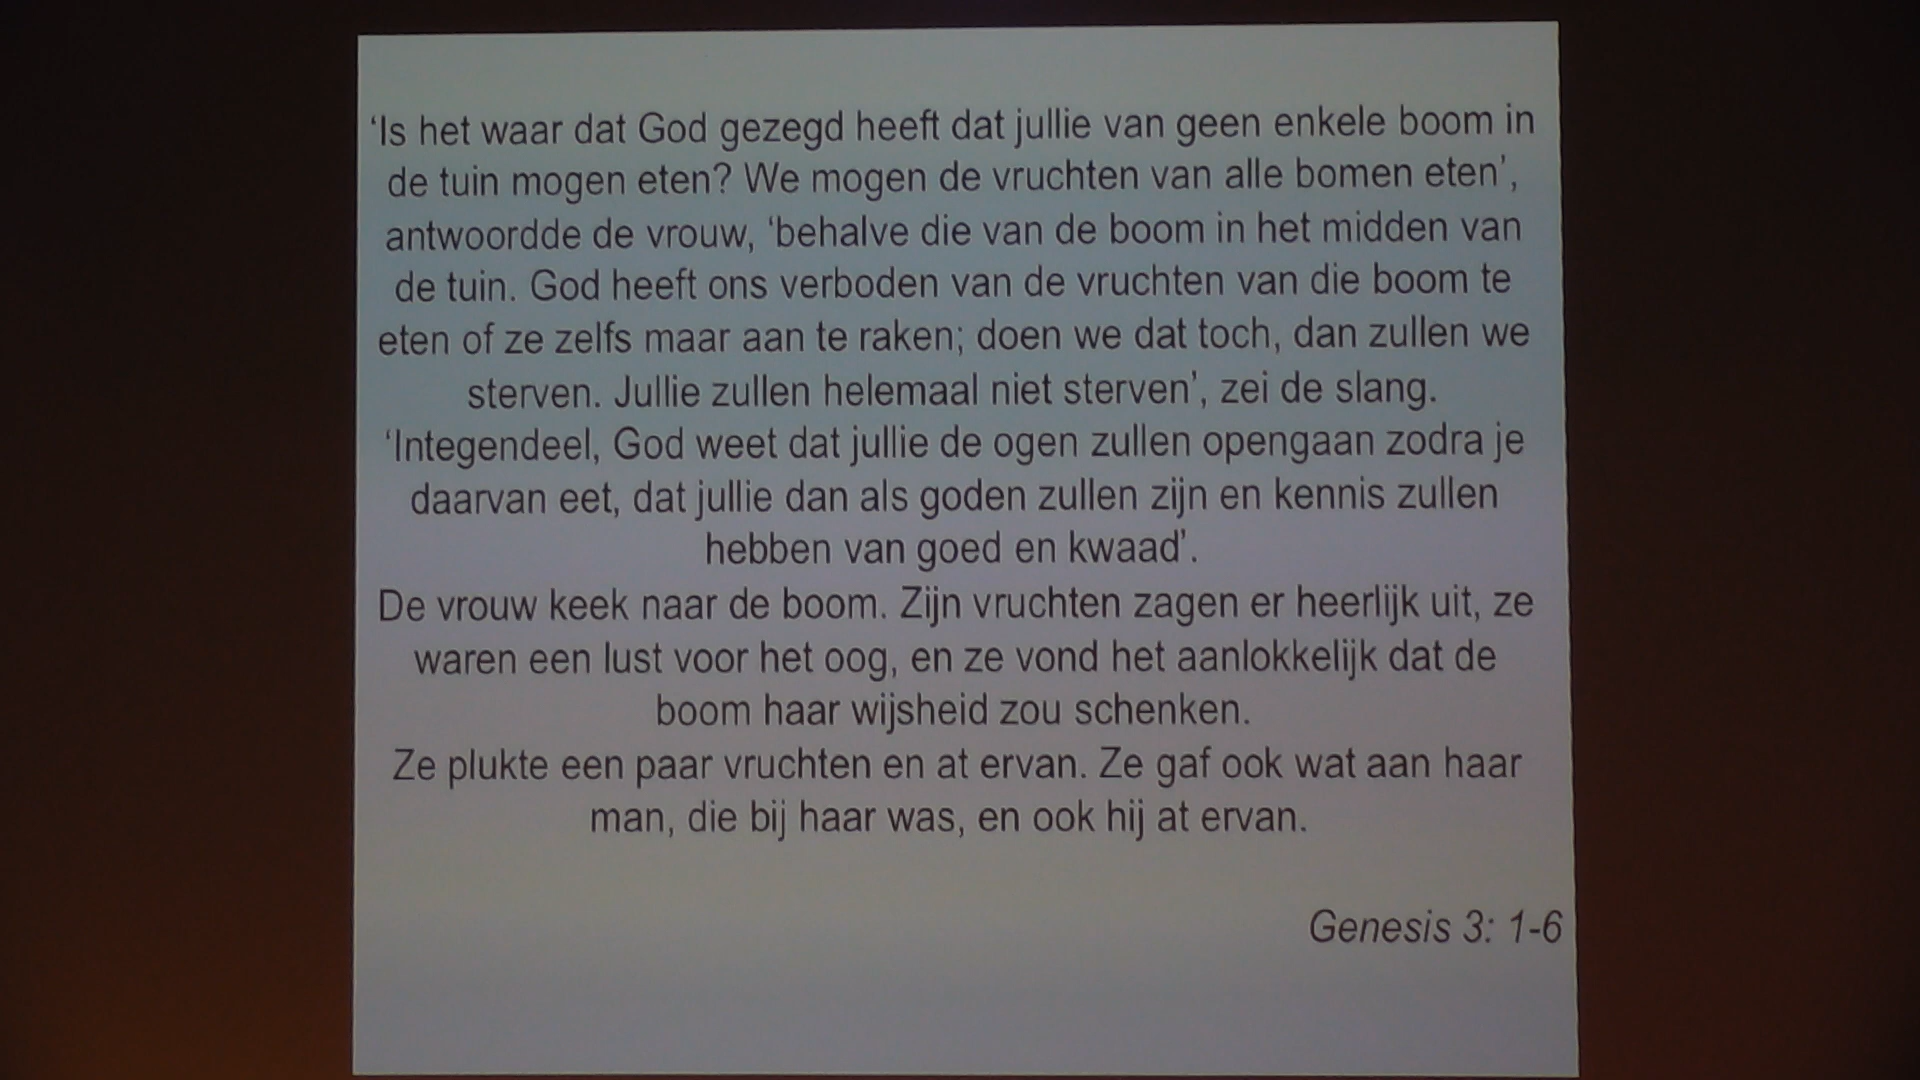 ‘Is het waar dat God gezegd heeft dat jullie van geen enkele boom in
de tuin mogen eten? We mogen de vruchten van alle bomen eten’,
antwoordde de vrouw, ‘behalve die van de boom in het midden van
de tuin. God heeft ons verboden van de vruchten van die boom te
eten of ze zelfs maar aan te raken; doen we dat toch, dan zullen we
sterven. Jullie zullen helemaal niet sterven’, zei de slang.
‘Integendeel, God weet dat jullie de ogen zullen opengaan zodra je
daarvan eet, dat jullie dan als goden zullen zijn en kennis zullen
hebben van goed en kwaad’.
De vrouw keek naar de boom. Zijn vruchten zagen er heerlijk uit, ze
waren een lust voor het oog, en ze vond het aanlokkelijk dat de
boom haar wijsheid zou schenken.
Ze plukte een paar vruchten en at ervan. Ze gaf ook wat aan haar
man, die bij haar was, en ook hij at ervan.
Genesis 3: 1-6